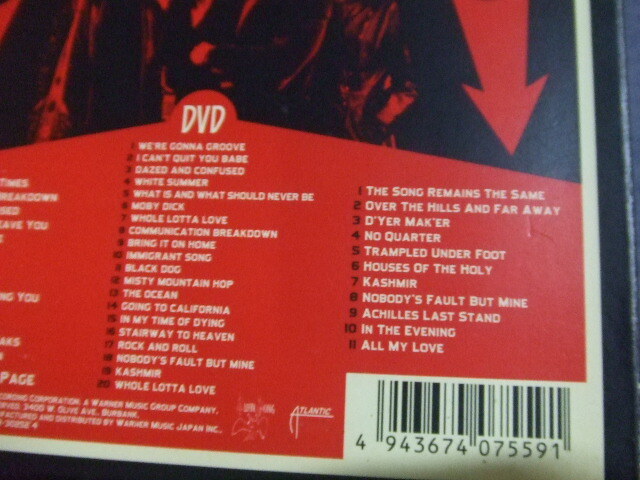 DVD
1 WE'RE GONNA GROOVE
2 I CAN'T QUIT YOU BABE
3 DAZED AND CONFUSED
4 WHITE SUMMER
5 WHAT IS AND WHAT SHOULD NEVER BE
6 MOBY DICK
7 WHOLE LOTTA LOVE
8 COMMUNICATION BREAKDOWN
9 BRING IT ON HOME
10 IMMIGRANT SONG
11 BLACK DOG
12 MISTY MOUNTAIN HOP
13 THE OCEAN
14 GOING TO CALIFORNIA
15 IN MY TIME OF DYING
16 STAIRWAY TO HEAVEN
17 ROCK AND ROLL
18 NOBODY'S FAULT BUT MINE
19 KASHMIR
20 WHOLE LOTTA LOVE
1 THE SONG REMAINS THE SAME
2 OVER THE HILLS AND FAR AWAY
3 D'YER MAK'ER
4 NO QUARTER
5 TRAMPLED UNDER FOOT
6 HOUSES OF THE HOLY
7 KASHMIR
8 NOBODY'S FAULT BUT MINE
9 ACHILLES LAST STAND
10 IN THE EVENING
11 ALL MY LOVE
TIMES
BREAKDOWN
SED
EAVE YOU
NG YOU
AKS
PAGE
CORDING CORPORATION. A WARNER MUSIC GROUP COMPANY.
ERVED. 3400 W. OLIVE AVE., BURBANK.
UFACTURED AND DISTRIBUTED BY WARNER MUSIC JAPAN INC.
ATLANTIC
4 943674 075591